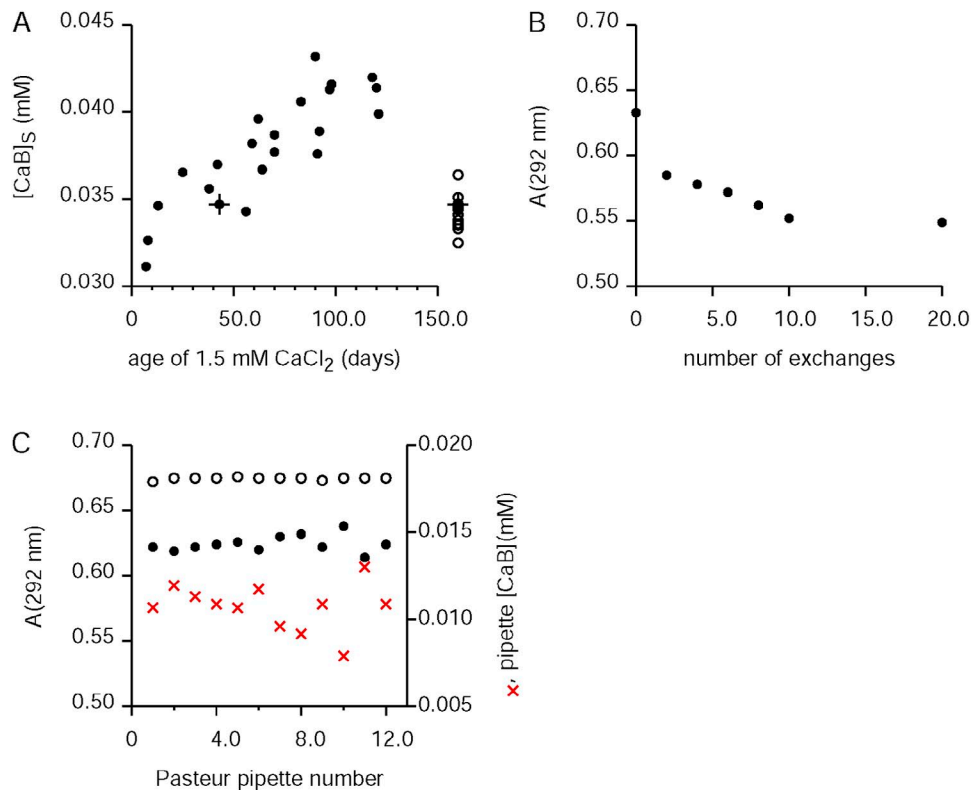 A
[CaB]S (mM)
0.045
0.040
0.035
0.030
0 50.0 100.0 150.0
age of 1.5 mM CaCl2 (days)
B
A(292 nm)
0.70
0.65
0.60
0.55
0.50
0 5.0 10.0 15.0 20.0
number of exchanges
C
A(292 nm)
0.70
0.65
0.60
0.55
0.50
0 4.0 8.0 12.0
Pasteur pipette number
0.020
0.015
0.010
0.005
×, pipette [CaB](mM)